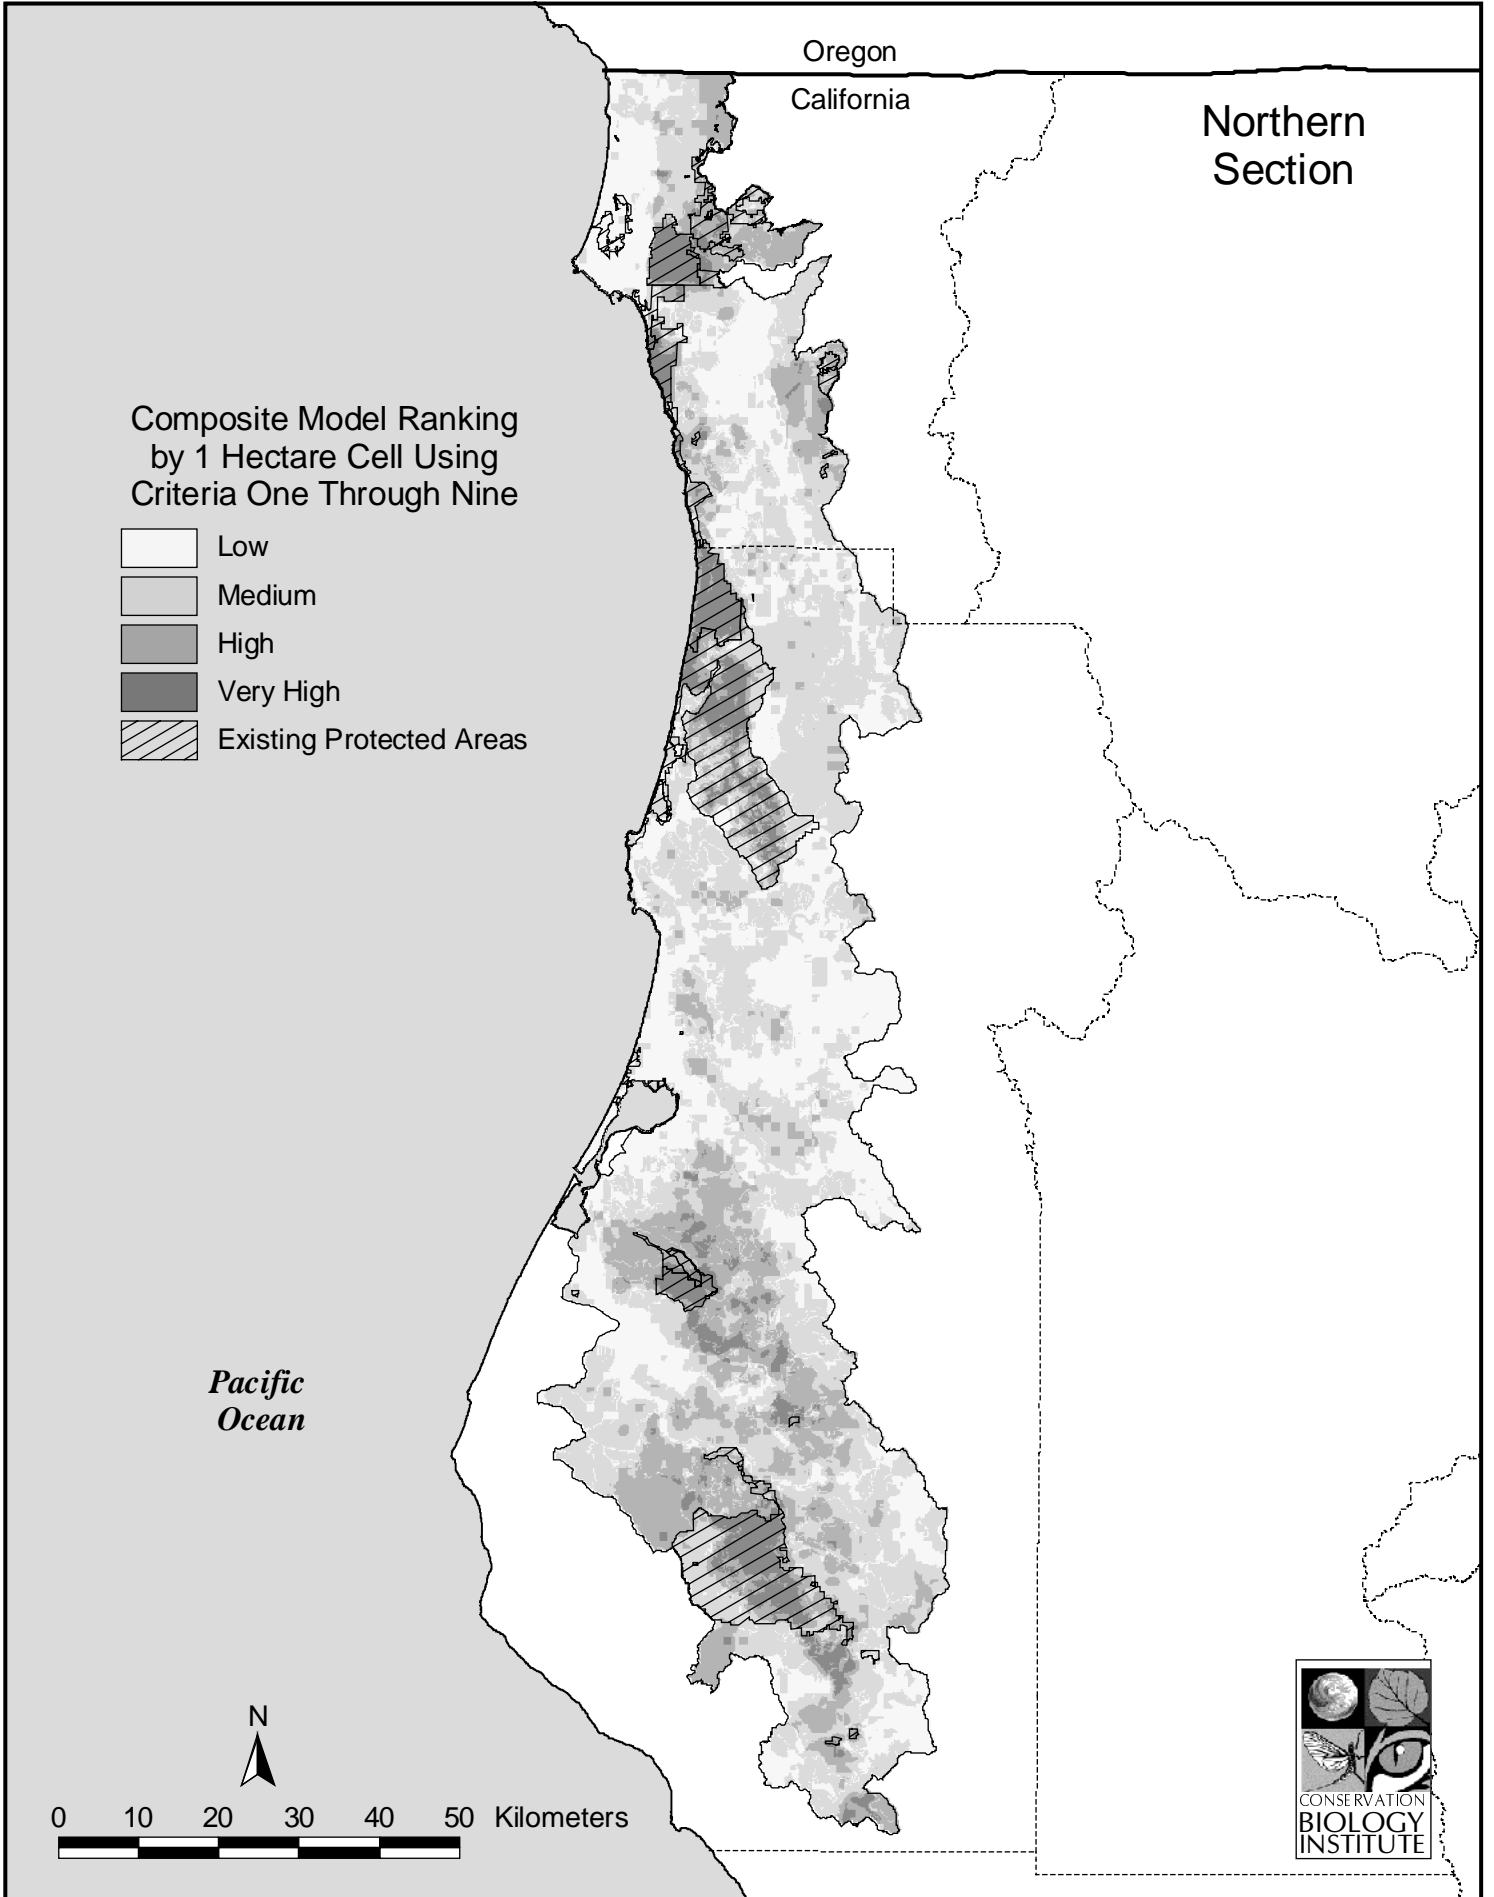 Oregon
California
Northern
Section
Composite Model Ranking
by 1 Hectare Cell Using
Criteria One Through Nine
Low
Medium
High
Very High
Existing Protected Areas
Pacific
Ocean
N
0 10 20 30 40 50 Kilometers
CONSERVATION
BIOLOGY
INSTITUTE